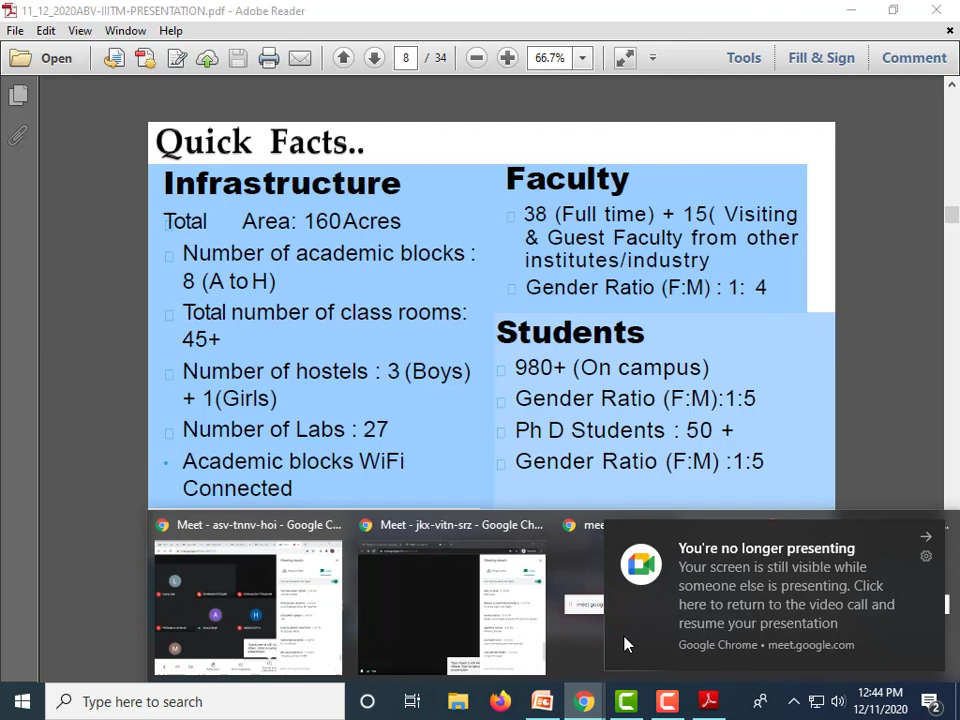 11_12_2020ABV-IIITM-PRESENTATION.pdf - Adobe Reader
File Edit View Window Help
Open 8 / 34 66.7% Tools Fill & Sign Comment
Quick Facts..
Infrastructure
Total Area: 160Acres
Number of academic blocks :
8 (A to H)
Total number of class rooms:
45+
Number of hostels : 3 (Boys)
+ 1(Girls)
Number of Labs : 27
Academic blocks WiFi
Connected
Faculty
38 (Full time) + 15( Visiting
& Guest Faculty from other
institutes/industry
Gender Ratio (F:M) : 1: 4
Students
980+ (On campus)
Gender Ratio (F:M):1:5
Ph D Students : 50 +
Gender Ratio (F:M) :1:5
Meet - asv-tnnv-hoi - Google C...
Meet - jkx-vitn-srz - Google Ch...
mee
You're no longer presenting
Your screen is still visible while
someone else is presenting. Click
here to return to the video call and
resume your presentation
Google Chrome • meet.google.com
Type here to search
12:44 PM
12/11/2020
2